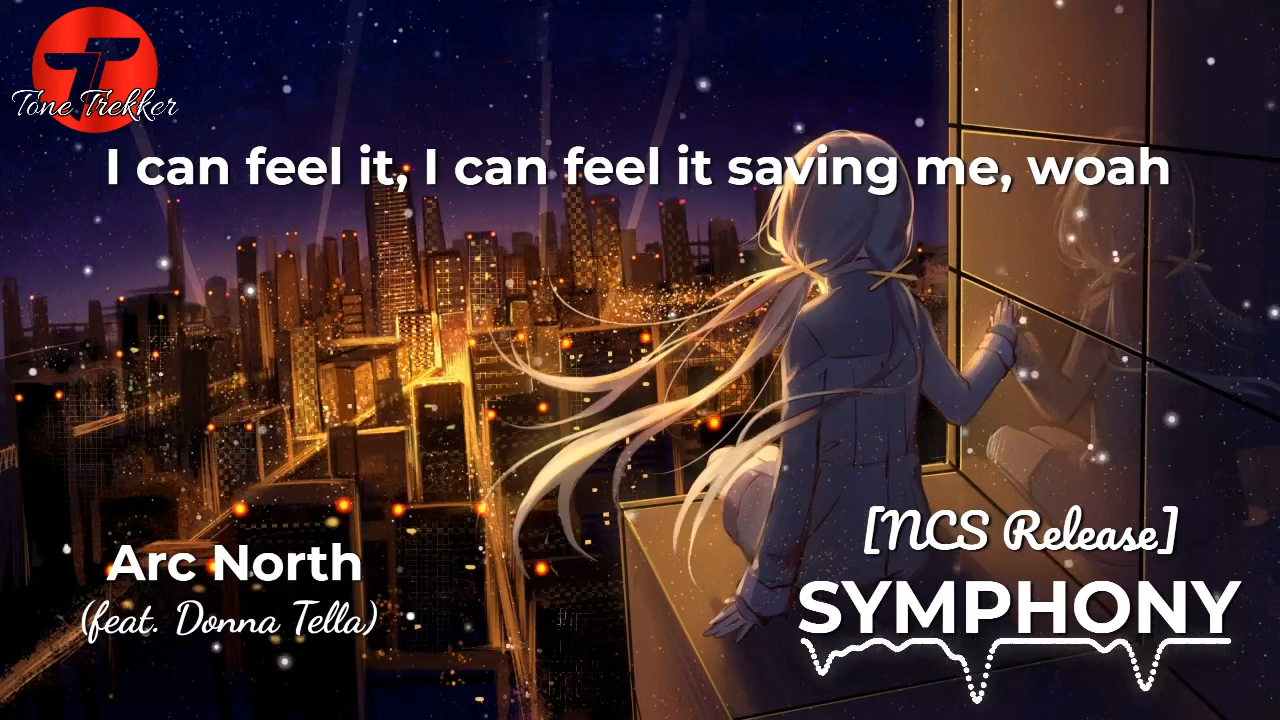 Tone Trekker
I can feel it, I can feel it saving me, woah
[NCS Release]
SYMPHONY
Arc North
(feat. Donna Tella)